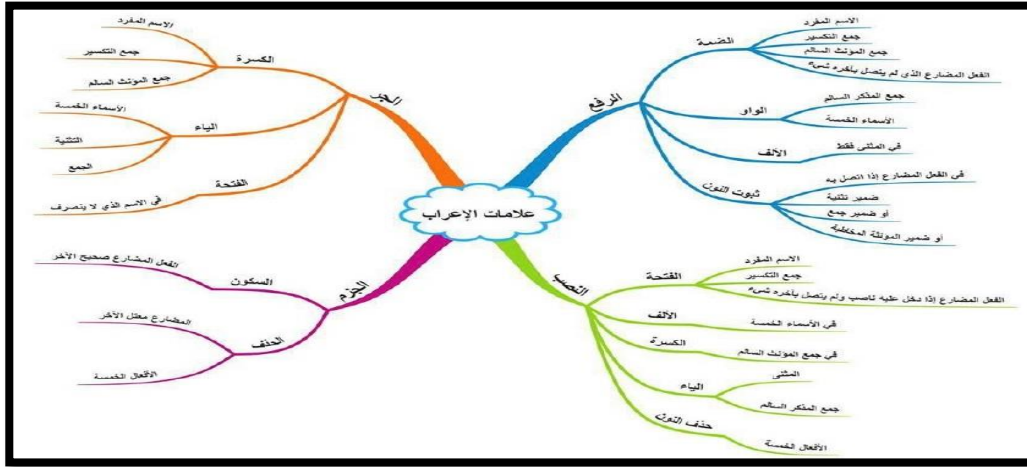 علامات الإعراب
الرفع
الضمة
الاسم المفرد
جمع التكسير
جمع المونث السالم
الفعل المضارع الذي لم يتصل بآخره شيء
الواو
جمع المذكر السالم
الأسماء الخمسة
الألف
في المثنى فقط
ثبوت النون
في الفعل المضارع إذا اتصل به
ضمير تثنية
أو ضمير جمع
أو ضمير المونثة المخاطبة
النصب
الفتحة
الاسم المفرد
جمع التكسير
الفعل المضارع إذا دخل عليه ناصب ولم يتصل بآخره شيء
الألف
في الأسماء الخمسة
الكسرة
في جمع المونث السالم
الياء
المثنى
جمع المذكر السالم
حذف النون
الأفعال الخمسة
الجر
الكسرة
الاسم المفرد
جمع التكسير
جمع المونث السالم
الياء
الأسماء الخمسة
التثنية
الجمع
الفتحة
في الاسم الذي لا ينصرف
الجزم
السكون
الفعل المضارع صحيح الآخر
الحذف
المضارع معتل الآخر
الأفعال الخمسة